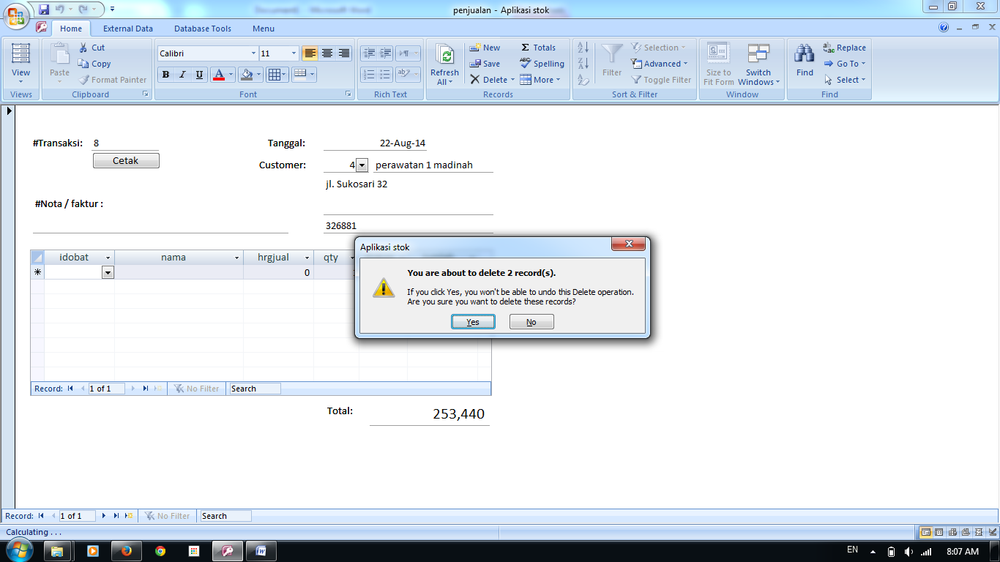 penjualan - Aplikasi stok
Home External Data Database Tools Menu
View
Views
Paste
Cut
Copy
Format Painter
Clipboard
Calibri 11
B I U A
Font
Rich Text
Refresh All
New
Save
Delete
Totals
Spelling
More
Records
Filter
Selection
Advanced
Toggle Filter
Sort & Filter
Size to Fit Form
Switch Windows
Window
Find
Replace
Go To
Select
Find
#Transaksi: 8 Tanggal: 22-Aug-14
Cetak Customer: 4 perawatan 1 madinah
jl. Sukosari 32
#Nota / faktur :
326881
idobat nama hrgjual qty
0
Aplikasi stok
You are about to delete 2 record(s).
If you click Yes, you won't be able to undo this Delete operation.
Are you sure you want to delete these records?
Yes No
Record: 1 of 1 No Filter Search
Total: 253,440
Record: 1 of 1 No Filter Search
Calculating . . .
EN 8:07 AM